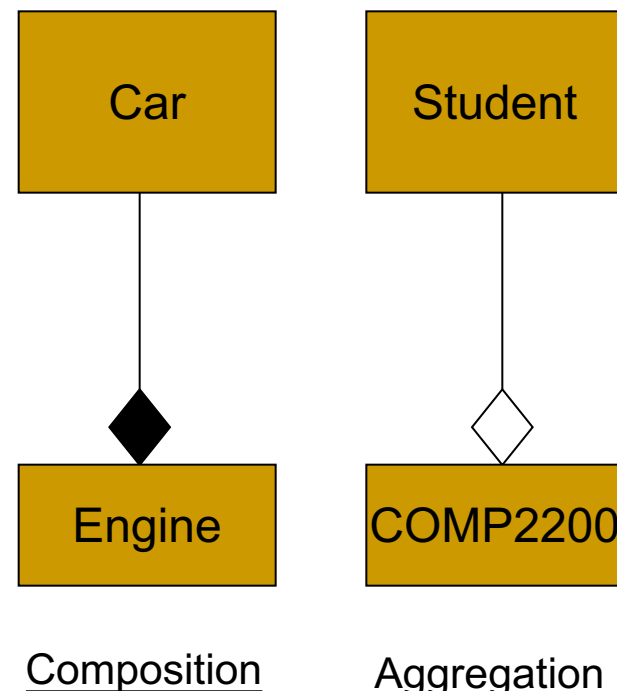 Car
Student
Engine
COMP2200
Composition
Aggregation